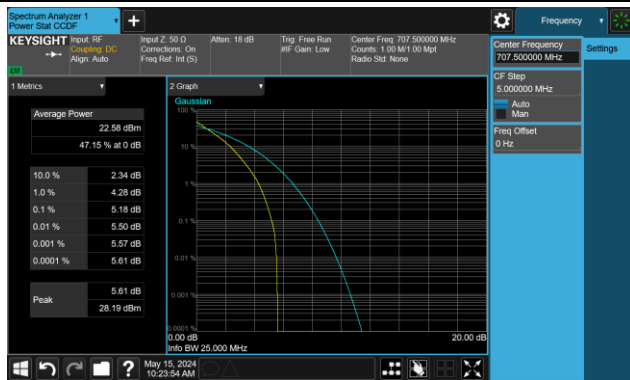 Spectrum Analyzer 1
Power Stat CCDF
Frequency
KEYSIGHT
Input: RF
Coupling: DC
Align: Auto
Input Z: 50 Ω
Corrections: On
Freq Ref: Int (S)
Atten: 18 dB
Trig: Free Run
#IF Gain: Low
Center Freq: 707.500000 MHz
Counts: 1.00 M/1.00 Mpt
Radio Std: None
Center Frequency
707.500000 MHz
Settings
CF Step
5.000000 MHz
Auto
Man
Freq Offset
0 Hz
1 Metrics
Average Power
22.58 dBm
47.15 % at 0 dB
10.0 % 2.34 dB
1.0 % 4.28 dB
0.1 % 5.18 dB
0.01 % 5.50 dB
0.001 % 5.57 dB
0.0001 % 5.61 dB
Peak
5.61 dB
28.19 dBm
2 Graph
Gaussian
100 %
10 %
1 %
0.1 %
0.01 %
0.001 %
0.0001 %
0.00 dB
20.00 dB
Info BW 25.000 MHz
?
May 15, 2024
10:23:54 AM